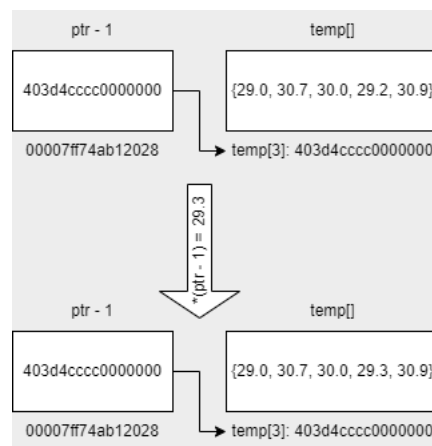 ptr - 1
temp[]
403d4cccc0000000
{29.0, 30.7, 30.0, 29.2, 30.9}
00007ff74ab12028
temp[3]: 403d4cccc0000000
*(ptr - 1) = 29.3
ptr - 1
temp[]
403d4cccc0000000
{29.0, 30.7, 30.0, 29.3, 30.9}
00007ff74ab12028
temp[3]: 403d4cccc0000000